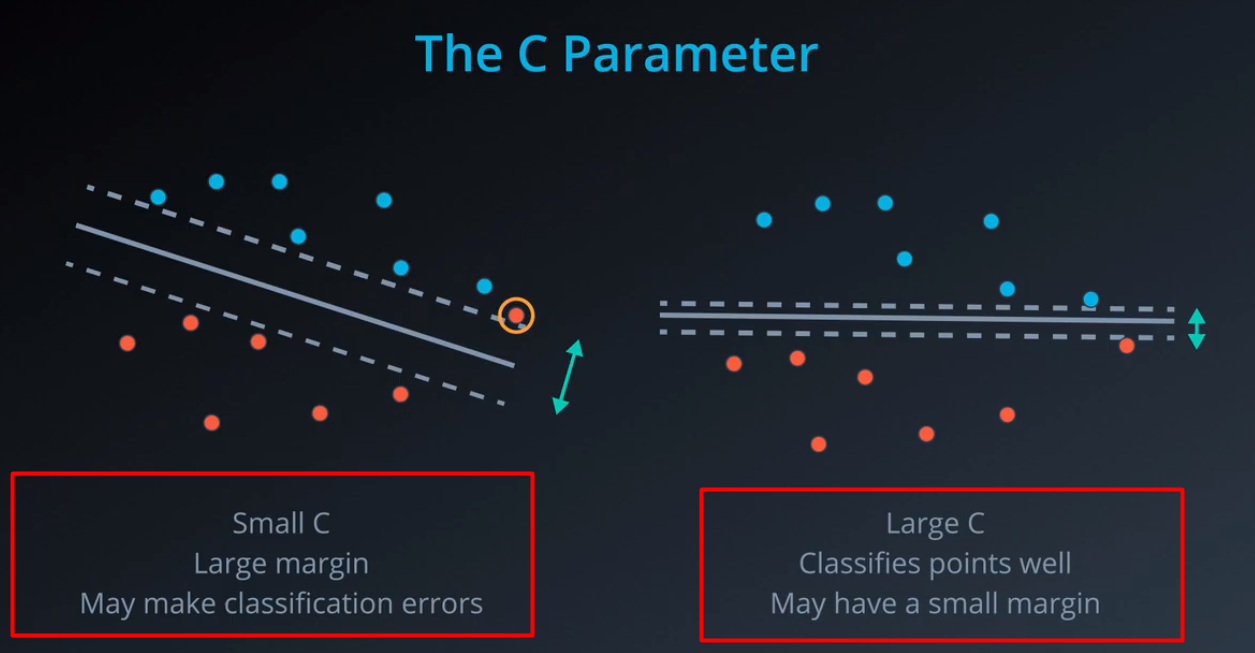 The C Parameter
Small C
Large margin
May make classification errors
Large C
Classifies points well
May have a small margin